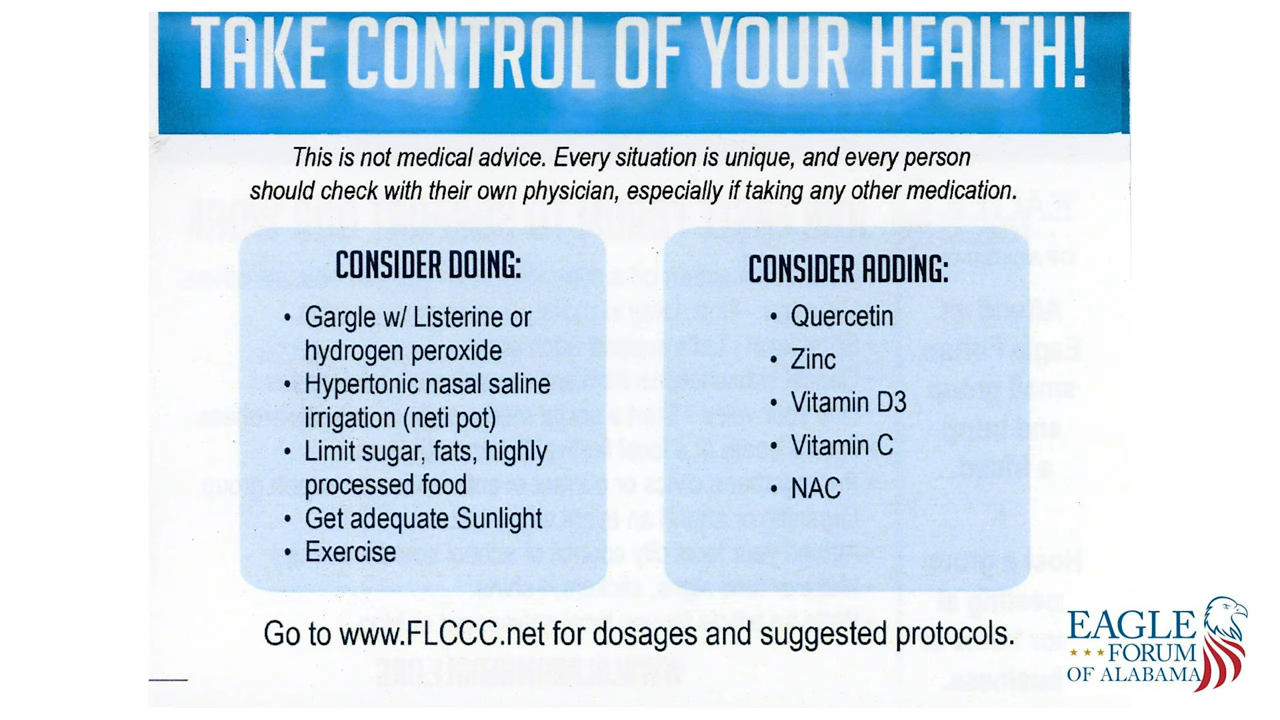 TAKE CONTROL OF YOUR HEALTH!
This is not medical advice. Every situation is unique, and every person
should check with their own physician, especially if taking any other medication.
CONSIDER DOING:
• Gargle w/ Listerine or
hydrogen peroxide
• Hypertonic nasal saline
irrigation (neti pot)
• Limit sugar, fats, highly
processed food
• Get adequate Sunlight
• Exercise
CONSIDER ADDING:
• Quercetin
• Zinc
• Vitamin D3
• Vitamin C
• NAC
Go to www.FLCCC.net for dosages and suggested protocols.
EAGLE
FORUM
OF ALABAMA